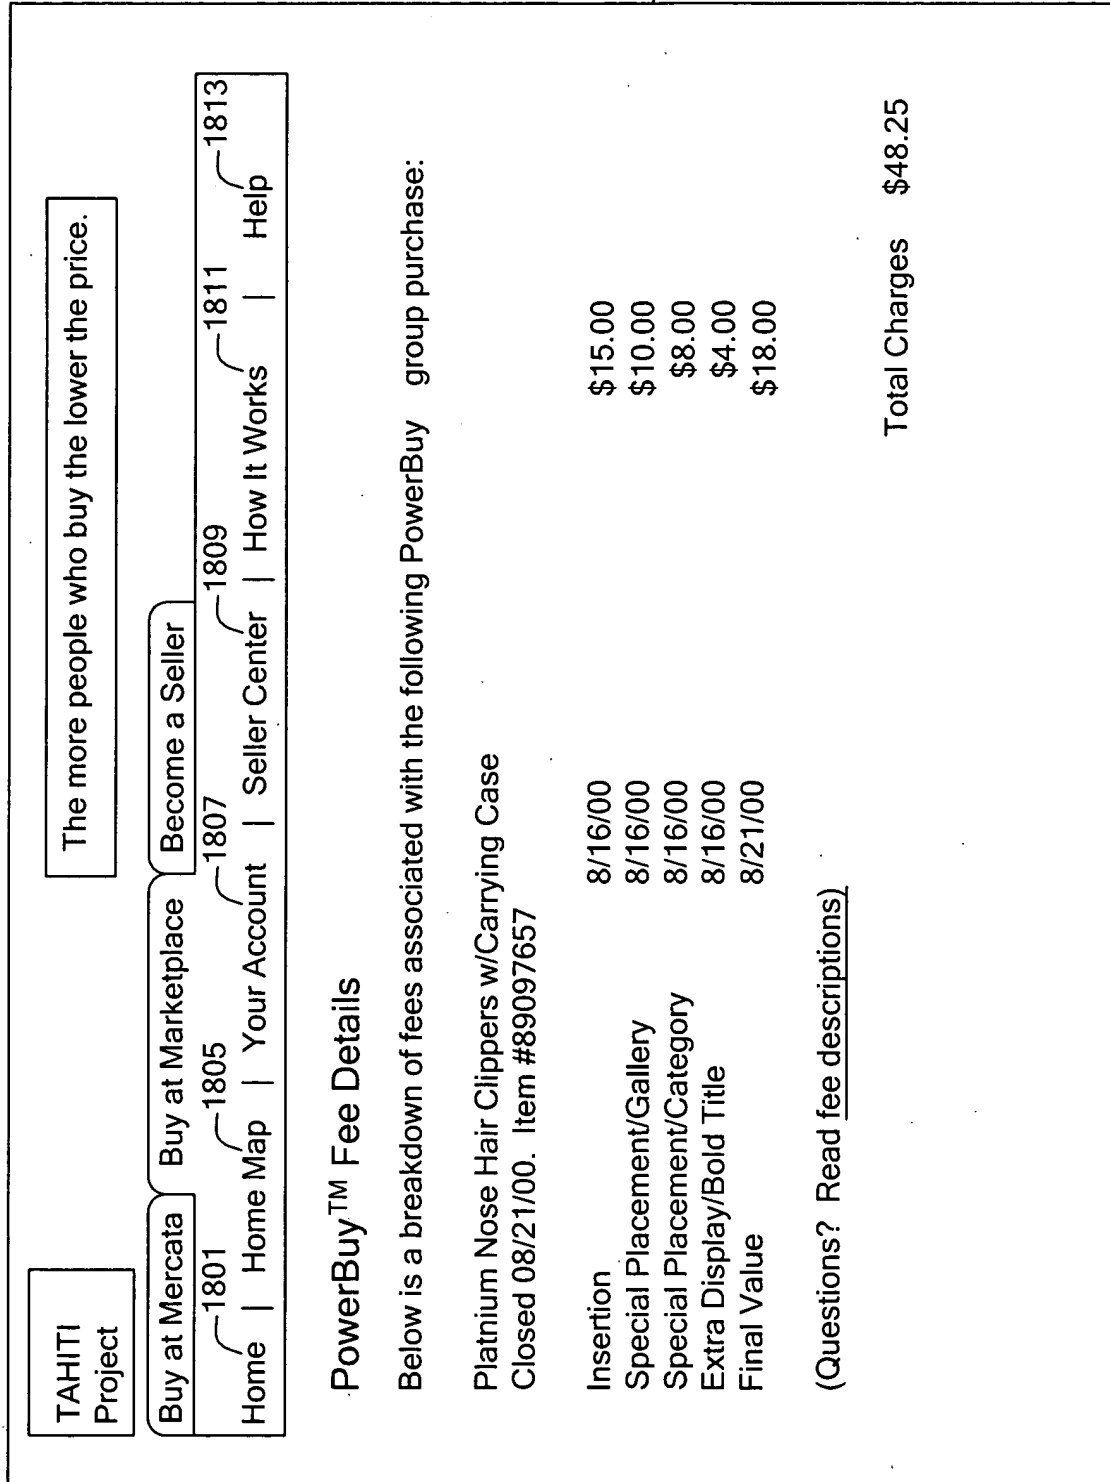 TAHITI
Project
The more people who buy the lower the price.
Buy at Mercata Buy at Marketplace Become a Seller
1801 1805 1807 1809 1811 1813
Home | Home Map | Your Account | Seller Center | How It Works | Help
PowerBuy™ Fee Details
Below is a breakdown of fees associated with the following PowerBuy group purchase:
Platnium Nose Hair Clippers w/Carrying Case
Closed 08/21/00. Item #89097657
Insertion 8/16/00 $15.00
Special Placement/Gallery 8/16/00 $10.00
Special Placement/Category 8/16/00 $8.00
Extra Display/Bold Title 8/16/00 $4.00
Final Value 8/21/00 $18.00
(Questions? Read fee descriptions)
Total Charges $48.25